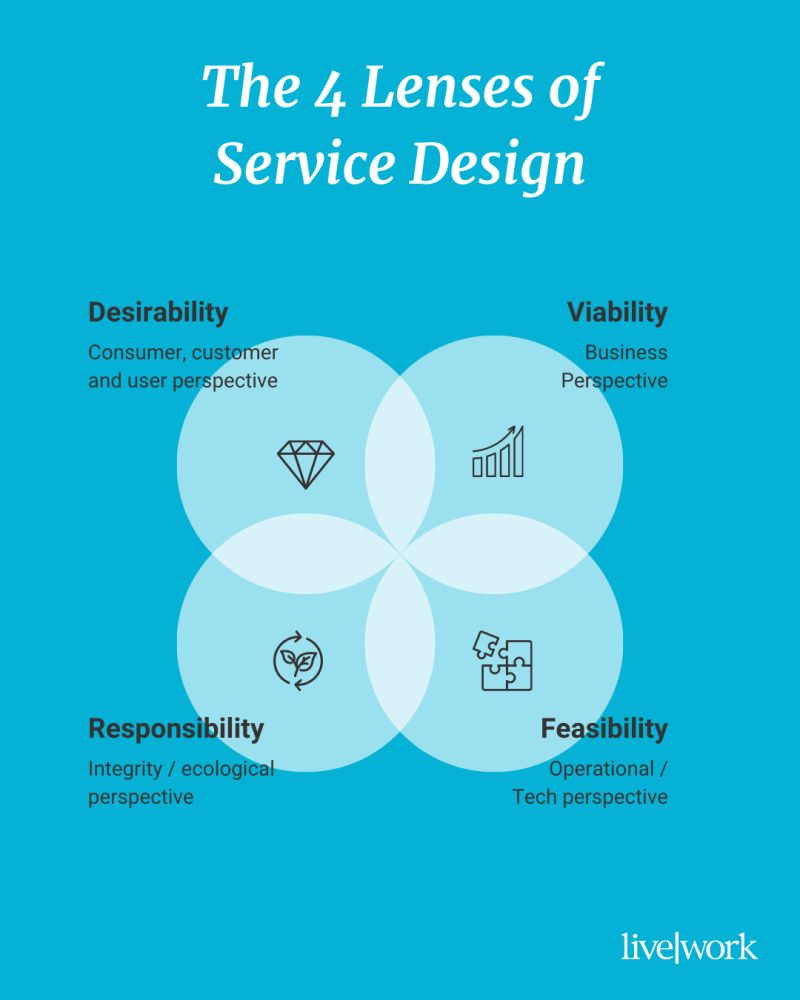 The 4 Lenses of
Service Design
Desirability
Consumer, customer
and user perspective
Viability
Business
Perspective
Responsibility
Integrity / ecological
perspective
Feasibility
Operational /
Tech perspective
live|work